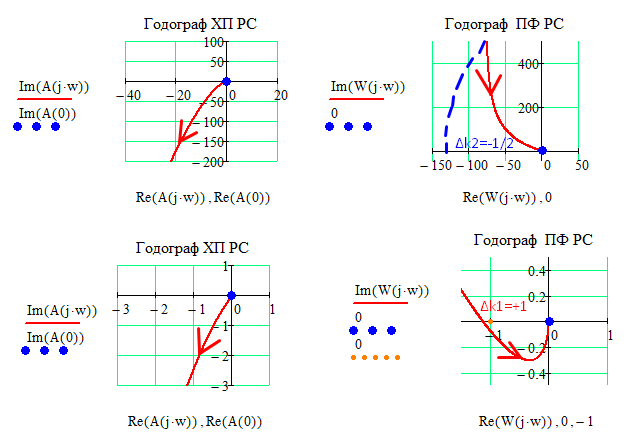 Годограф ХП РС
Im(A(j·w))
Im(A(0))
100
50
0
−50
−100
−150
−200
−40
−20
0
20
Re(A(j·w)) , Re(A(0))
Годограф ПФ РС
Im(W(j·w))
0
400
200
Δk2=-1/2
−150
−100
−50
0
50
Re(W(j·w)) , 0
Годограф ХП РС
Im(A(j·w))
Im(A(0))
1
0
−1
−2
−3
−3
−2
−1
0
1
Re(A(j·w)) , Re(A(0))
Годограф ПФ РС
Im(W(j·w))
0
0
0.4
0.2
Δk1=+1
−1
0
1
−0.2
−0.4
Re(W(j·w)) , 0 , −1